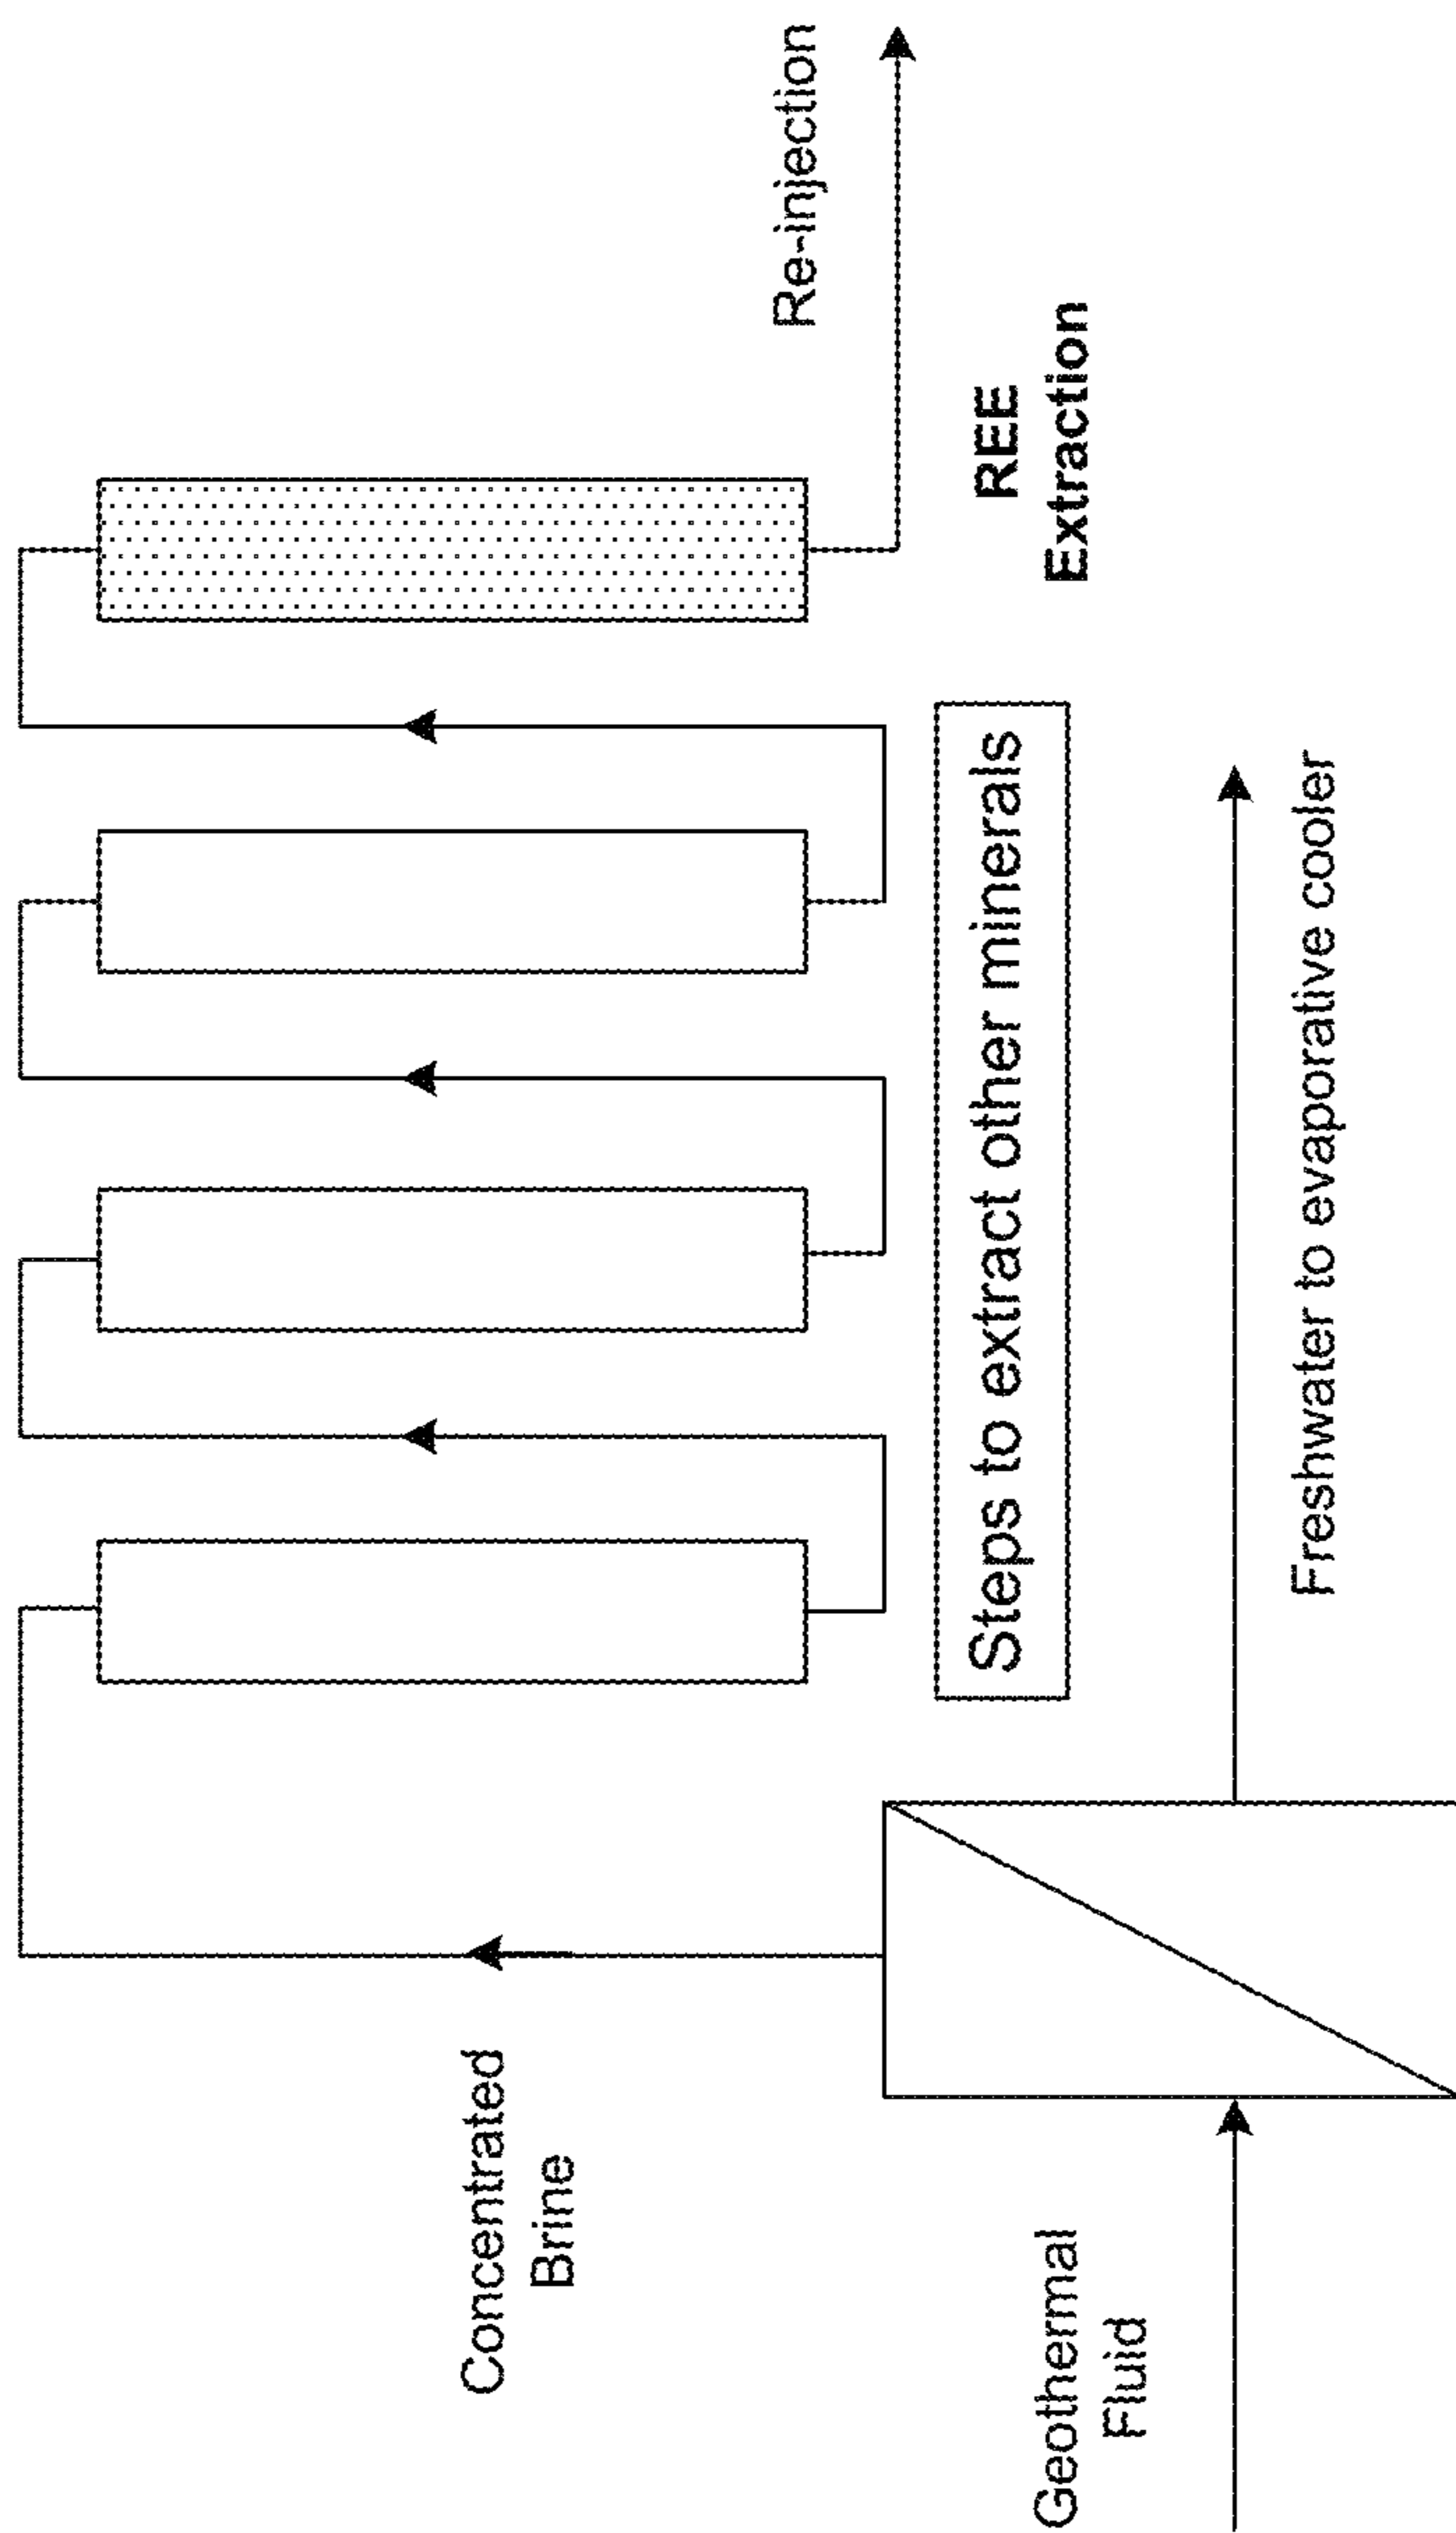 Concentrated
Brine
Geothermal
Fluid
Steps to extract other minerals
Freshwater to evaporative cooler
REE
Extraction
Re-injection